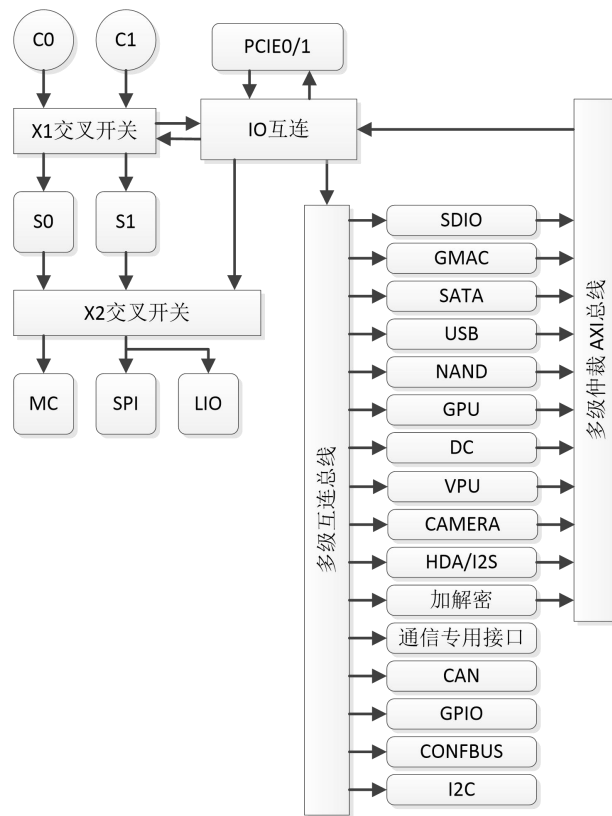 C0
C1
PCIE0/1
X1交叉开关
IO互连
S0
S1
X2交叉开关
MC
SPI
LIO
多级互连总线
SDIO
GMAC
SATA
USB
NAND
GPU
DC
VPU
CAMERA
HDA/I2S
加解密
通信专用接口
CAN
GPIO
CONFBUS
I2C
多级仲裁 AXI总线